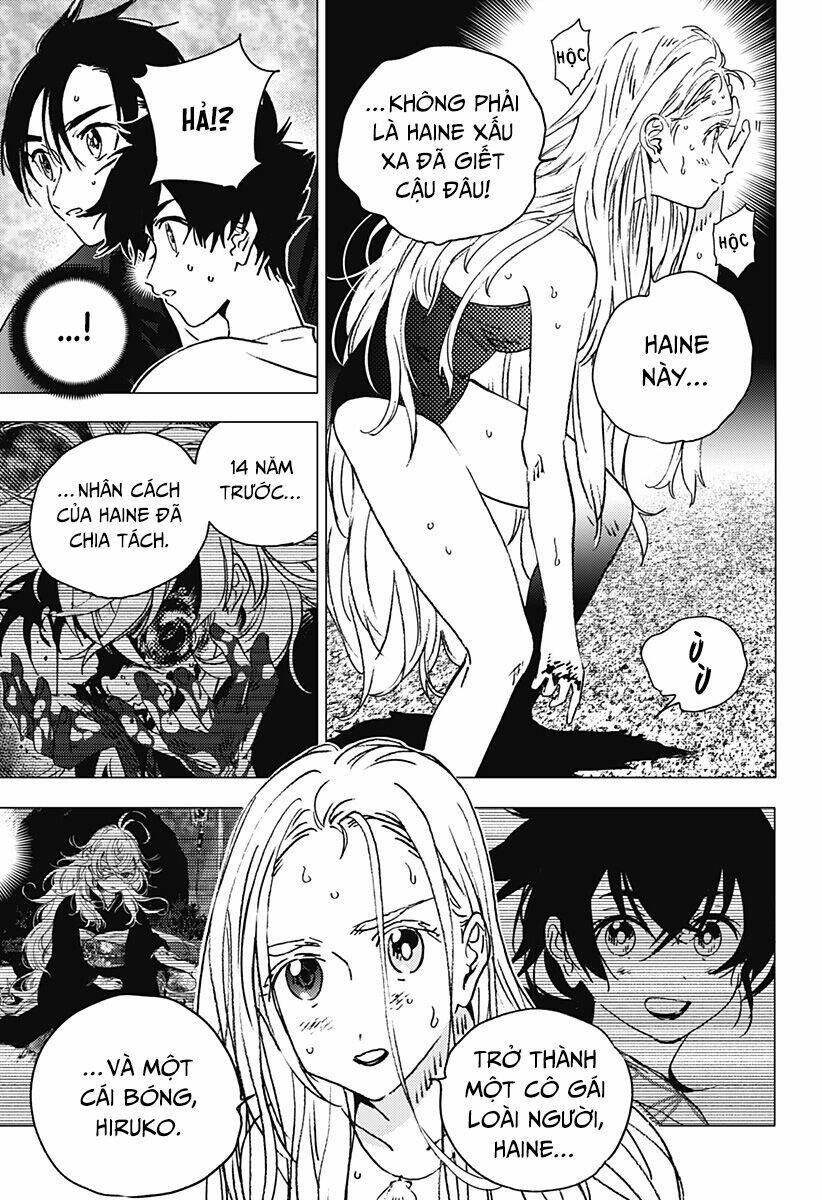 HỘC
...KHÔNG PHẢI
LÀ HAINE XẤU
XA ĐÃ GIẾT
CẬU ĐÂU!
HỘC
HAINE
NÀY...
Ừ
Ừ
HẢ!?
...!
14 NĂM
TRƯỚC...
...NHÂN CÁCH
CỦA HAINE ĐÃ
CHIA TÁCH.
TRỞ THÀNH
MỘT CÔ GÁI
LOÀI NGƯỜI,
HAINE...
...VÀ MỘT
CÁI BÓNG,
HIRUKO.